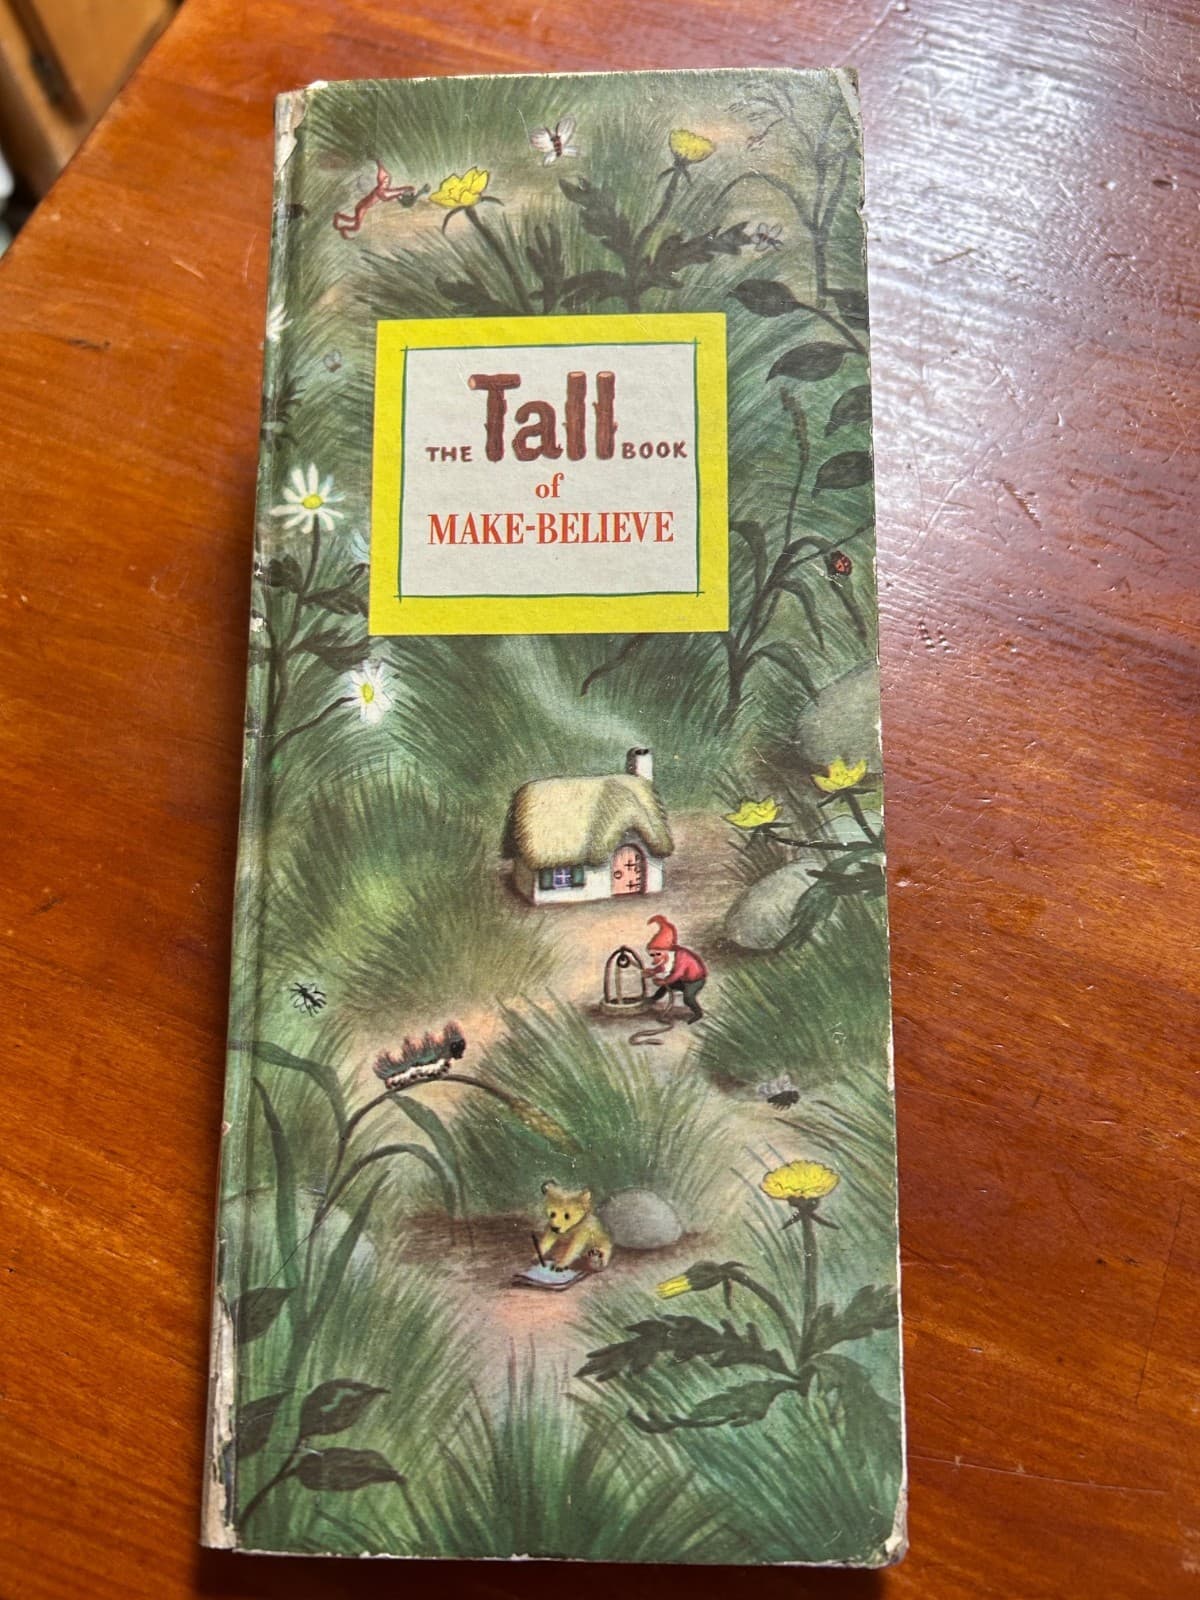 THE Tall BOOK
of
MAKE-BELIEVE